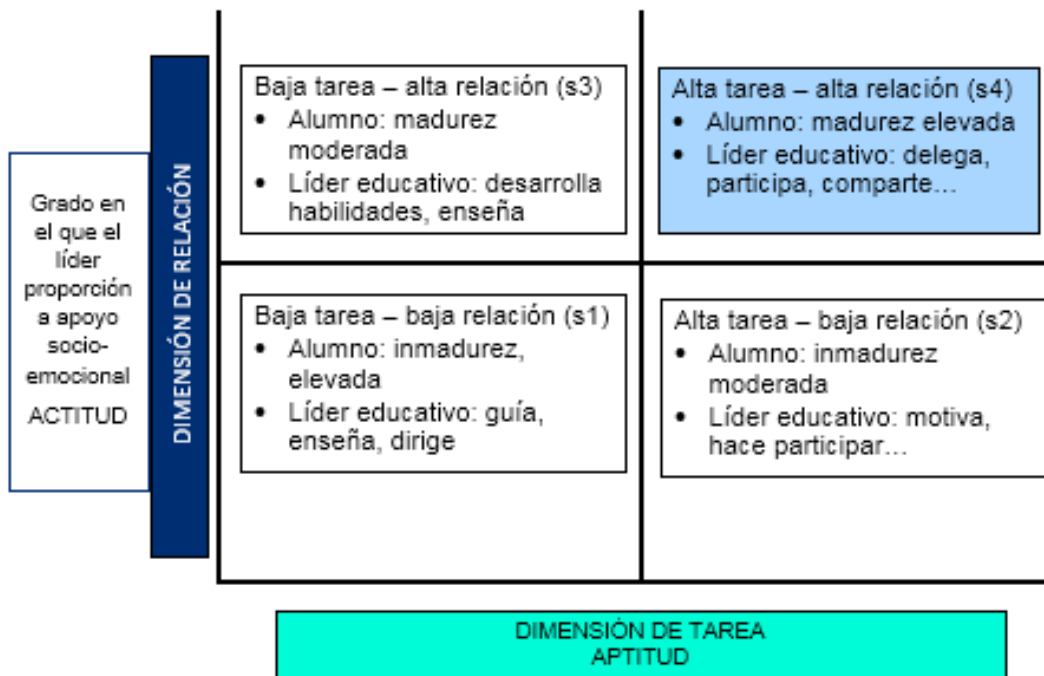 Baja tarea – alta relación (s3)
• Alumno: madurez
moderada
• Líder educativo: desarrolla
habilidades, enseña
Alta tarea – alta relación (s4)
• Alumno: madurez elevada
• Líder educativo: delega,
participa, comparte…
Grado en
el que el
líder
proporción
a apoyo
socio-
emocional
ACTITUD
DIMENSIÓN DE RELACIÓN
Baja tarea – baja relación (s1)
• Alumno: inmadurez,
elevada
• Líder educativo: guía,
enseña, dirige
Alta tarea – baja relación (s2)
• Alumno: inmadurez
moderada
• Líder educativo: motiva,
hace participar…
DIMENSIÓN DE TAREA
APTITUD